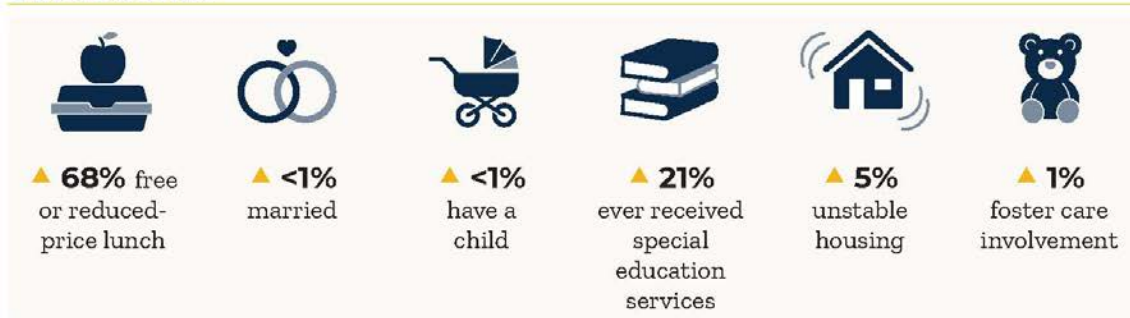 ▲ 68% free
or reduced-
price lunch
▲ <1%
married
▲ <1%
have a
child
▲ 21%
ever received
special
education
services
▲ 5%
unstable
housing
▲ 1%
foster care
involvement